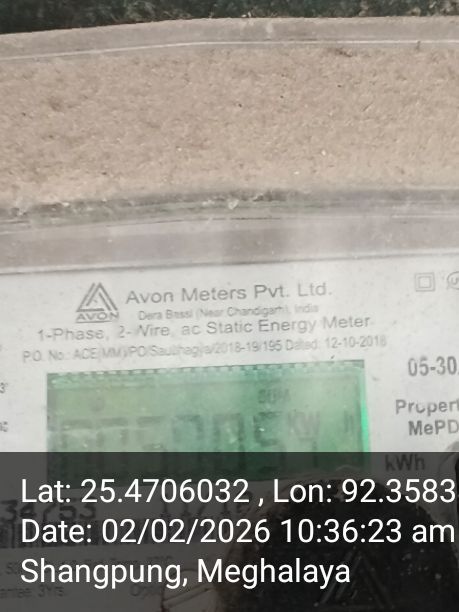 Avon Meters Pvt. Ltd.
AVON
Dera Bassi (Near Chandigarh), India
1-Phase, 2-Wire, ac Static Energy Meter
P.O. No.: ACE(MM)/PO/Saubhagya/2018-19/195 Dated: 12-10-2018
05-30
Propert
MePD
kWh
Lat: 25.4706032 , Lon: 92.3583
Date: 02/02/2026 10:36:23 am
Shangpung, Meghalaya